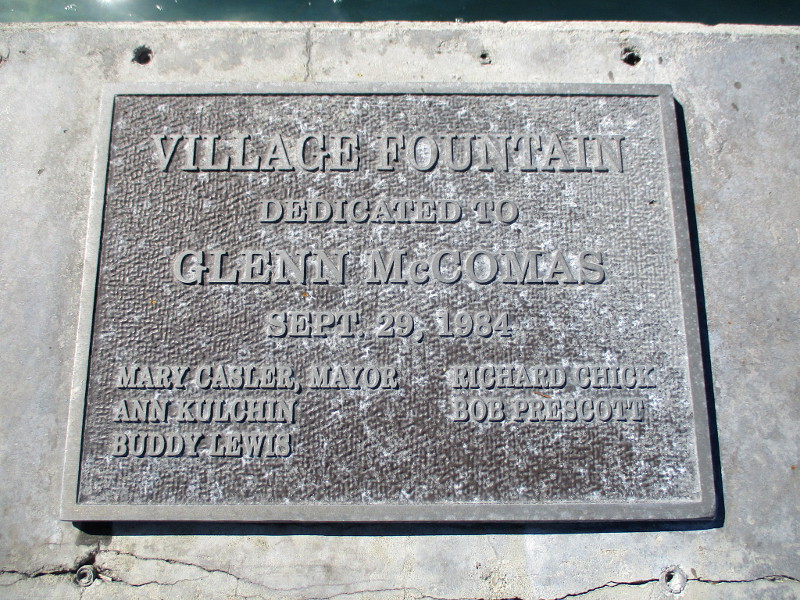 VILLAGE FOUNTAIN
DEDICATED TO
GLENN McCOMAS
SEPT. 29, 1984
MARY CASLER, MAYOR
ANN KULCHIN
BUDDY LEWIS
RICHARD CHICK
BOB PRESCOTT